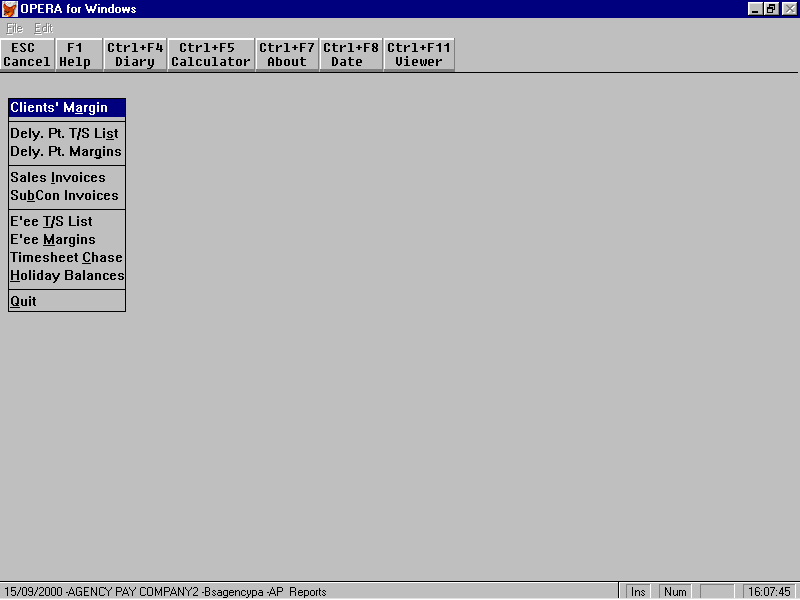 OPERA for Windows
File Edit
ESC Cancel F1 Help Ctrl+F4 Diary Ctrl+F5 Calculator Ctrl+F7 About Ctrl+F8 Date Ctrl+F11 Viewer
Clients' Margin
Dely. Pt. T/S List
Dely. Pt. Margins
Sales Invoices
SubCon Invoices
E'ee T/S List
E'ee Margins
Timesheet Chase
Holiday Balances
Quit
15/09/2000 -AGENCY PAY COMPANY2 -Bsagencypa -AP Reports Ins Num 16:07:45